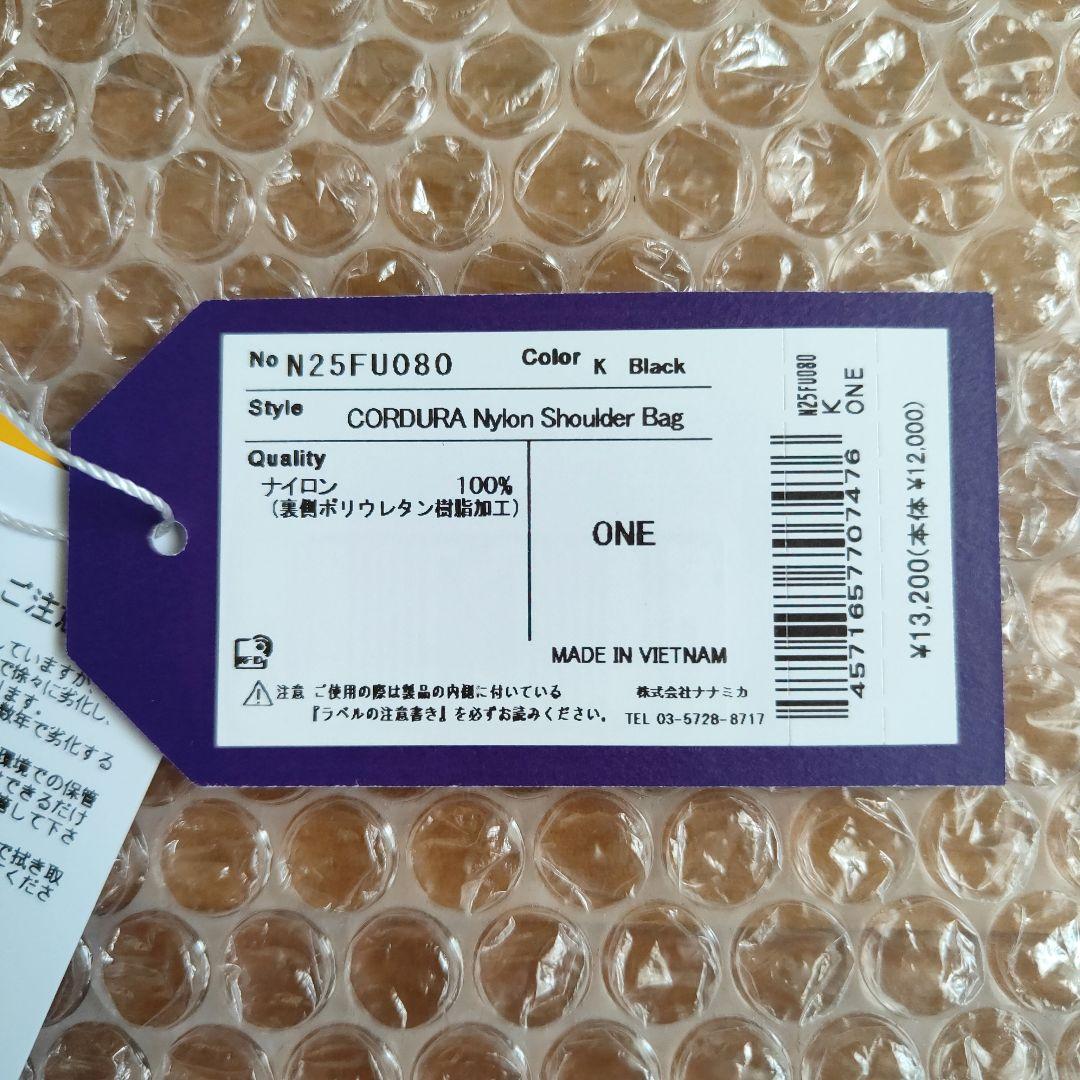 No N25FU080 Color K Black
Style CORDURA Nylon Shoulder Bag
Quality
ナイロン 100%
(裏側ポリウレタン樹脂加工)
ONE
MADE IN VIETNAM
RFID
注意 ご使用の際は製品の内側に付いている
『ラベルの注意書き』を必ずお読みください。
株式会社ナナミカ
TEL 03-5728-8717
N25FU080
K
ONE
4571657707476
¥13,200(本体 ¥12,000)
ご注意
していますが、
で徐々に劣化し、
ます。
数年で劣化する
環境での保管
できるだけ
して下さ
で拭き取
くださ